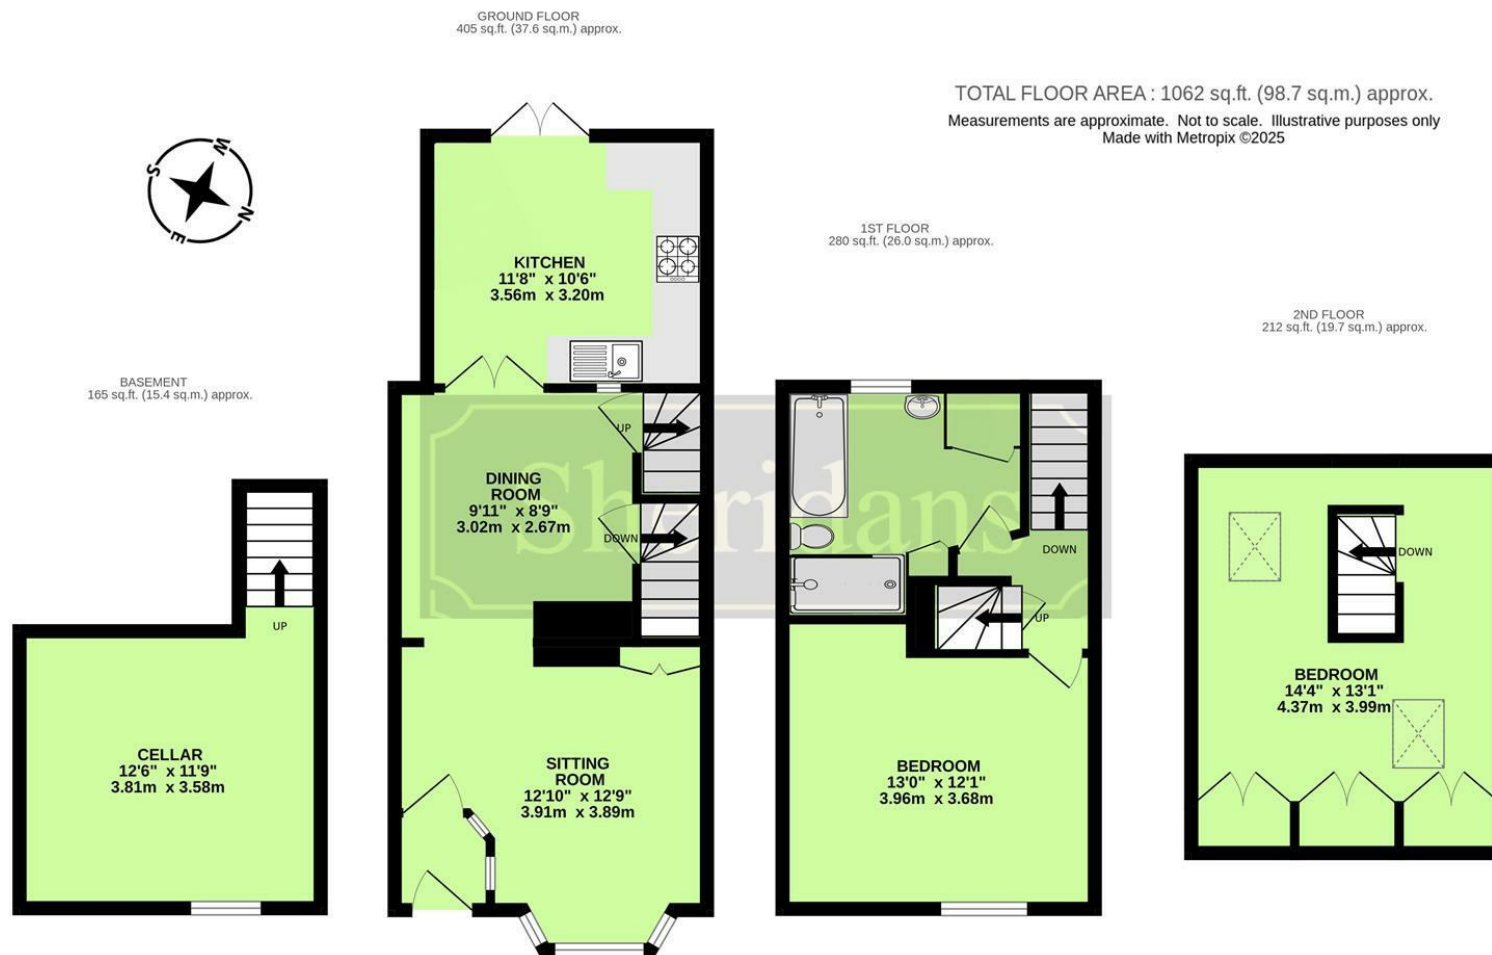 GROUND FLOOR
405 sq.ft. (37.6 sq.m.) approx.
TOTAL FLOOR AREA : 1062 sq.ft. (98.7 sq.m.) approx.
Measurements are approximate. Not to scale. Illustrative purposes only
Made with Metropix ©2025
W
S
N
E
1ST FLOOR
280 sq.ft. (26.0 sq.m.) approx.
KITCHEN
11'8" x 10'6"
3.56m x 3.20m
2ND FLOOR
212 sq.ft. (19.7 sq.m.) approx.
BASEMENT
165 sq.ft. (15.4 sq.m.) approx.
UP
DINING
ROOM
9'11" x 8'9"
3.02m x 2.67m
Sheridans
DOWN
DOWN
DOWN
UP
UP
BEDROOM
14'4" x 13'1"
4.37m x 3.99m
CELLAR
12'6" x 11'9"
3.81m x 3.58m
SITTING
ROOM
12'10" x 12'9"
3.91m x 3.89m
BEDROOM
13'0" x 12'1"
3.96m x 3.68m